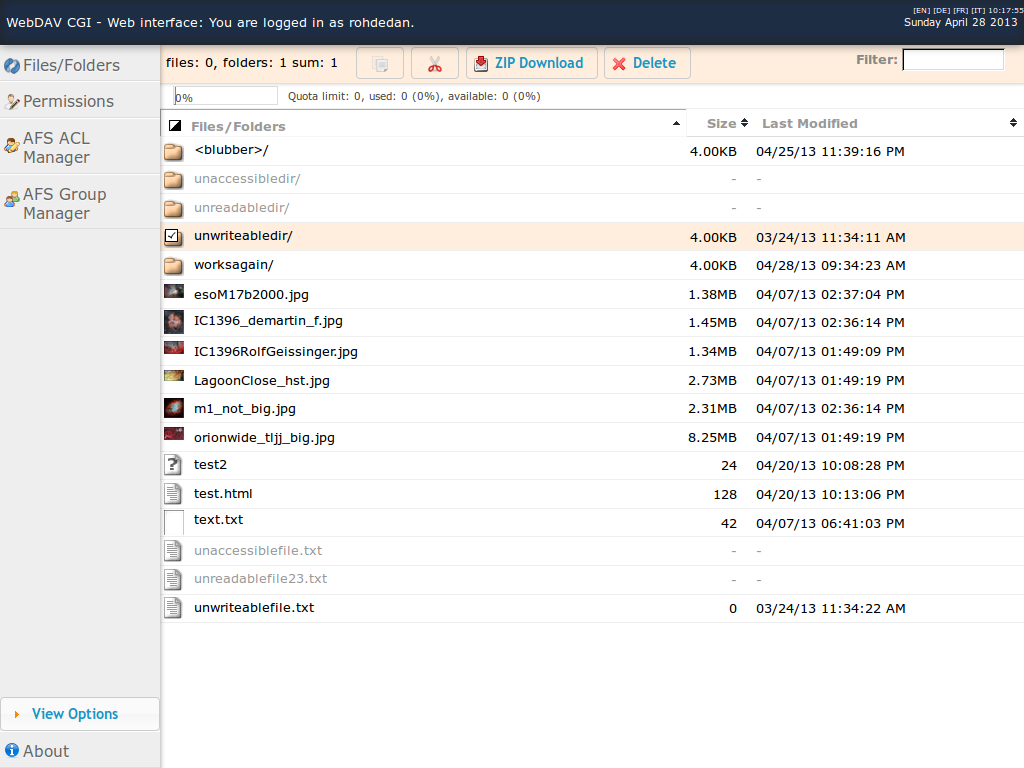 WebDAV CGI - Web interface: You are logged in as rohdedan.
[EN] [DE] [FR] [IT] 10:17:55
Sunday April 28 2013
Files/Folders
Permissions
AFS ACL
Manager
AFS Group
Manager
files: 0, folders: 1 sum: 1
ZIP Download
Delete
Filter:
0%
Quota limit: 0, used: 0 (0%), available: 0 (0%)
Files/Folders Size Last Modified
<blubber>/ 4.00KB 04/25/13 11:39:16 PM
unaccessibledir/ - -
unreadabledir/ - -
unwriteabledir/ 4.00KB 03/24/13 11:34:11 AM
worksagain/ 4.00KB 04/28/13 09:34:23 AM
esoM17b2000.jpg 1.38MB 04/07/13 02:37:04 PM
IC1396_demartin_f.jpg 1.45MB 04/07/13 02:36:14 PM
IC1396RolfGeissinger.jpg 1.34MB 04/07/13 01:49:09 PM
LagoonClose_hst.jpg 2.73MB 04/07/13 01:49:19 PM
m1_not_big.jpg 2.31MB 04/07/13 02:36:14 PM
orionwide_tljj_big.jpg 8.25MB 04/07/13 01:49:19 PM
test2 24 04/20/13 10:08:28 PM
test.html 128 04/20/13 10:13:06 PM
text.txt 42 04/07/13 06:41:03 PM
unaccessiblefile.txt - -
unreadablefile23.txt - -
unwriteablefile.txt 0 03/24/13 11:34:22 AM
View Options
About